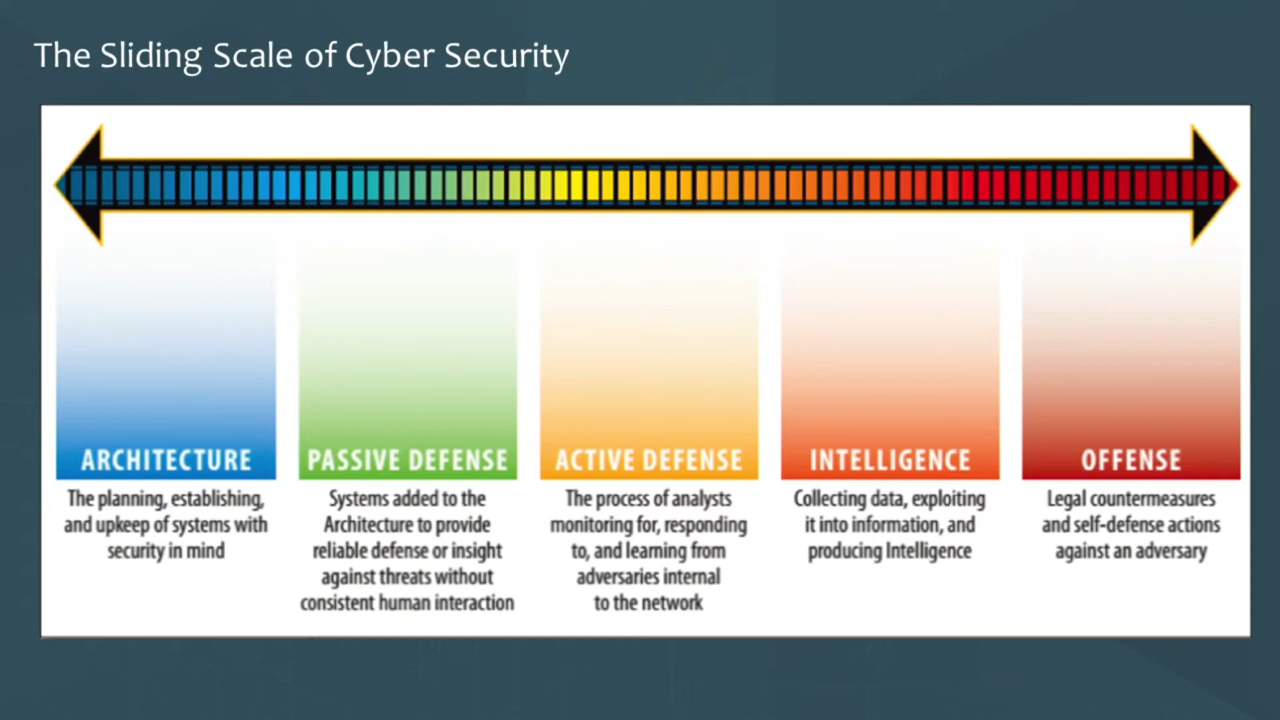 The Sliding Scale of Cyber Security
ARCHITECTURE
The planning, establishing,
and upkeep of systems with
security in mind
PASSIVE DEFENSE
Systems added to the
Architecture to provide
reliable defense or insight
against threats without
consistent human interaction
ACTIVE DEFENSE
The process of analysts
monitoring for, responding
to, and learning from
adversaries internal
to the network
INTELLIGENCE
Collecting data, exploiting
it into information, and
producing Intelligence
OFFENSE
Legal countermeasures
and self-defense actions
against an adversary